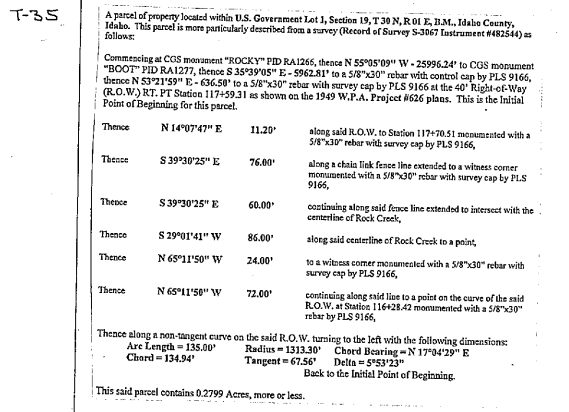 T-35
A parcel of property located within U.S. Government Lot 1, Section 19, T 30 N, R 01 E, B.M., Idaho County,
Idaho. This parcel is more particularly described from a survey (Record of Survey S-3067 Instrument #482544) as
follows:
Commencing at CGS monument "ROCKY" PID RA1266, thence N 55°05'09" W - 25996.24' to CGS monument
"BOOT" PID RA1277, thence S 35°39'05" E - 5962.81' to a 5/8"x30" rebar with control cap by PLS 9166,
thence N 53°21'59" E - 636.50' to a 5/8"x30" rebar with survey cap by PLS 9166 at the 40' Right-of-Way
(R.O.W.) RT. PT Station 117+59.31 as shown on the 1949 W.P.A. Project #626 plans. This is the Initial
Point of Beginning for this parcel.
Thence N 14°07'47" E 11.20' along said R.O.W. to Station 117+70.51 monumented with a
5/8"x30" rebar with survey cap by PLS 9166,
Thence S 39°30'25" E 76.00' along a chain link fence line extended to a witness corner
monumented with a 5/8"x30" rebar with survey cap by PLS
9166,
Thence S 39°30'25" E 60.00' continuing along said fence line extended to intersect with the
centerline of Rock Creek,
Thence S 29°01'41" W 86.00' along said centerline of Rock Creek to a point,
Thence N 65°11'50" W 24.00' to a witness corner monumented with a 5/8"x30" rebar with
survey cap by PLS 9166,
Thence N 65°11'50" W 72.00' continuing along said line to a point on the curve of the said
R.O.W. at Station 116+28.42 monumented with a 5/8"x30"
rebar by PLS 9166,
Thence along a non-tangent curve on the said R.O.W. turning to the left with the following dimensions:
Arc Length = 135.00' Radius = 1313.30' Chord Bearing = N 17°04'29" E
Chord = 134.94' Tangent = 67.56' Delta = 5°53'23"
Back to the Initial Point of Beginning.
This said parcel contains 0.2799 Acres, more or less.